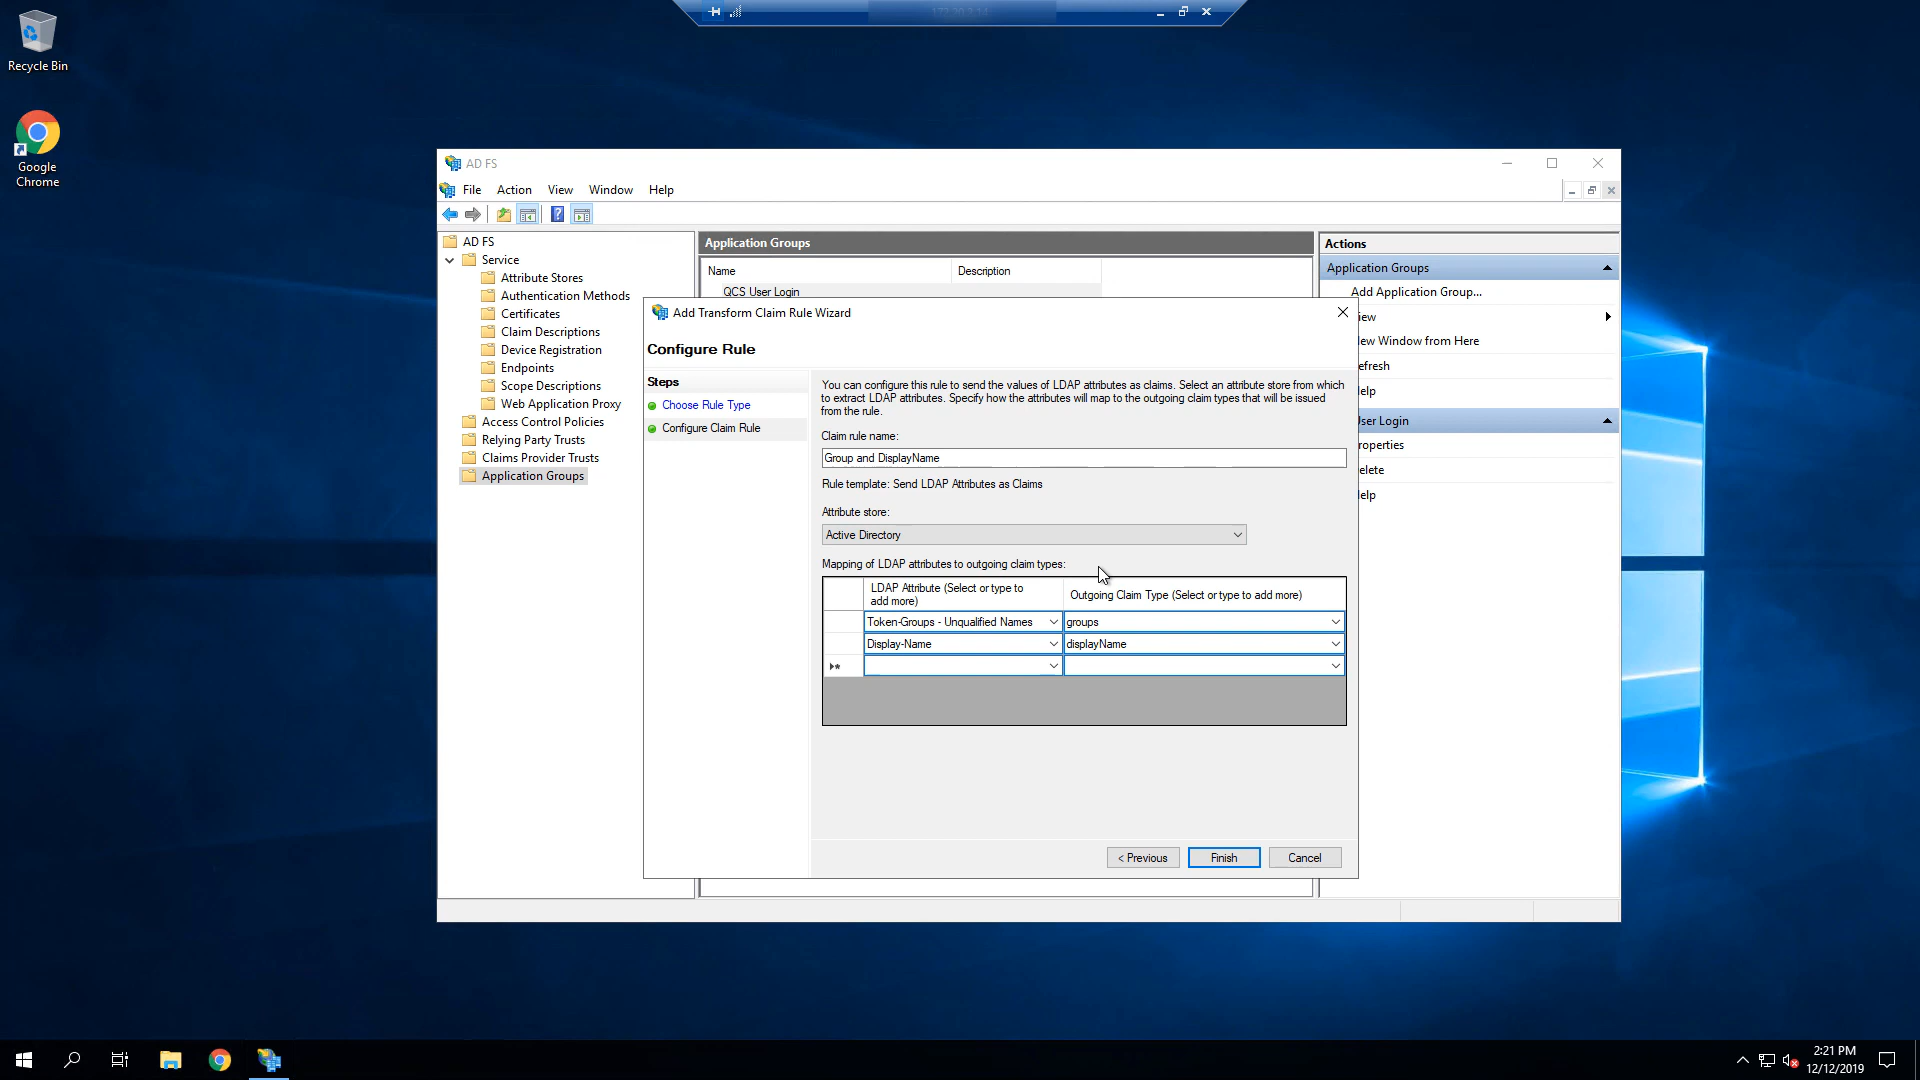 Recycle Bin
Google
Chrome
AD FS
File Action View Window Help
AD FS
Service
Attribute Stores
Authentication Methods
Certificates
Claim Descriptions
Device Registration
Endpoints
Scope Descriptions
Web Application Proxy
Access Control Policies
Relying Party Trusts
Claims Provider Trusts
Application Groups
Application Groups
Name Description
QCS User Login
Actions
Application Groups
Add Application Group...
iew
ew Window from Here
efresh
elp
ser Login
roperties
elete
elp
Add Transform Claim Rule Wizard
Configure Rule
Steps
Choose Rule Type
Configure Claim Rule
You can configure this rule to send the values of LDAP attributes as claims. Select an attribute store from which
to extract LDAP attributes. Specify how the attributes will map to the outgoing claim types that will be issued
from the rule.
Claim rule name:
Group and DisplayName
Rule template: Send LDAP Attributes as Claims
Attribute store:
Active Directory
Mapping of LDAP attributes to outgoing claim types:
LDAP Attribute (Select or type to
add more)
Outgoing Claim Type (Select or type to add more)
Token-Groups - Unqualified Names groups
Display-Name displayName
< Previous Finish Cancel
2:21 PM
12/12/2019